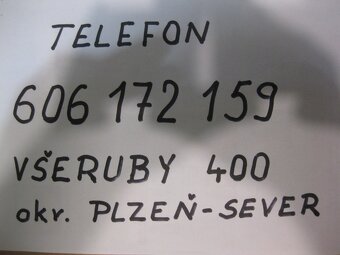 TELEFON
606 172 159
VŠERUBY 400
okr. PLZEŇ-SEVER